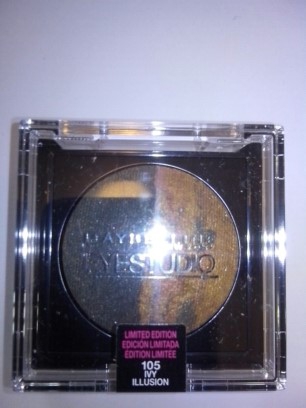 MAYBELLINE
EYESTUDIO
LIMITED EDITION
EDICIÓN LIMITADA
ÉDITION LIMITÉE
105
IVY
ILLUSION